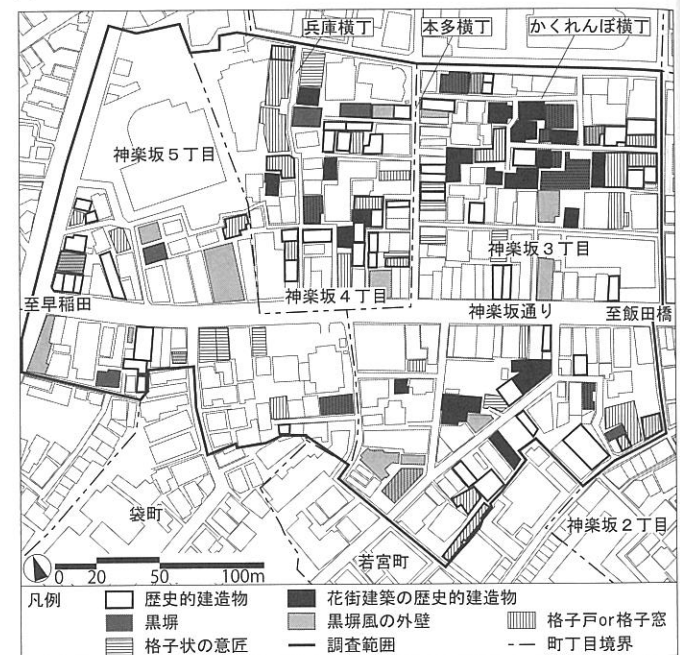 兵庫横丁
本多横丁
かくれんぼ横丁
神楽坂5丁目
神楽坂3丁目
神楽坂4丁目
至早稲田
神楽坂通り
至飯田橋
袋町
若宮町
神楽坂2丁目
0 20 50 100m
凡例
歴史的建造物
花街建築の歴史的建造物
黒塀
黒塀風の外壁
格子戸or格子窓
格子状の意匠
調査範囲
町丁目境界